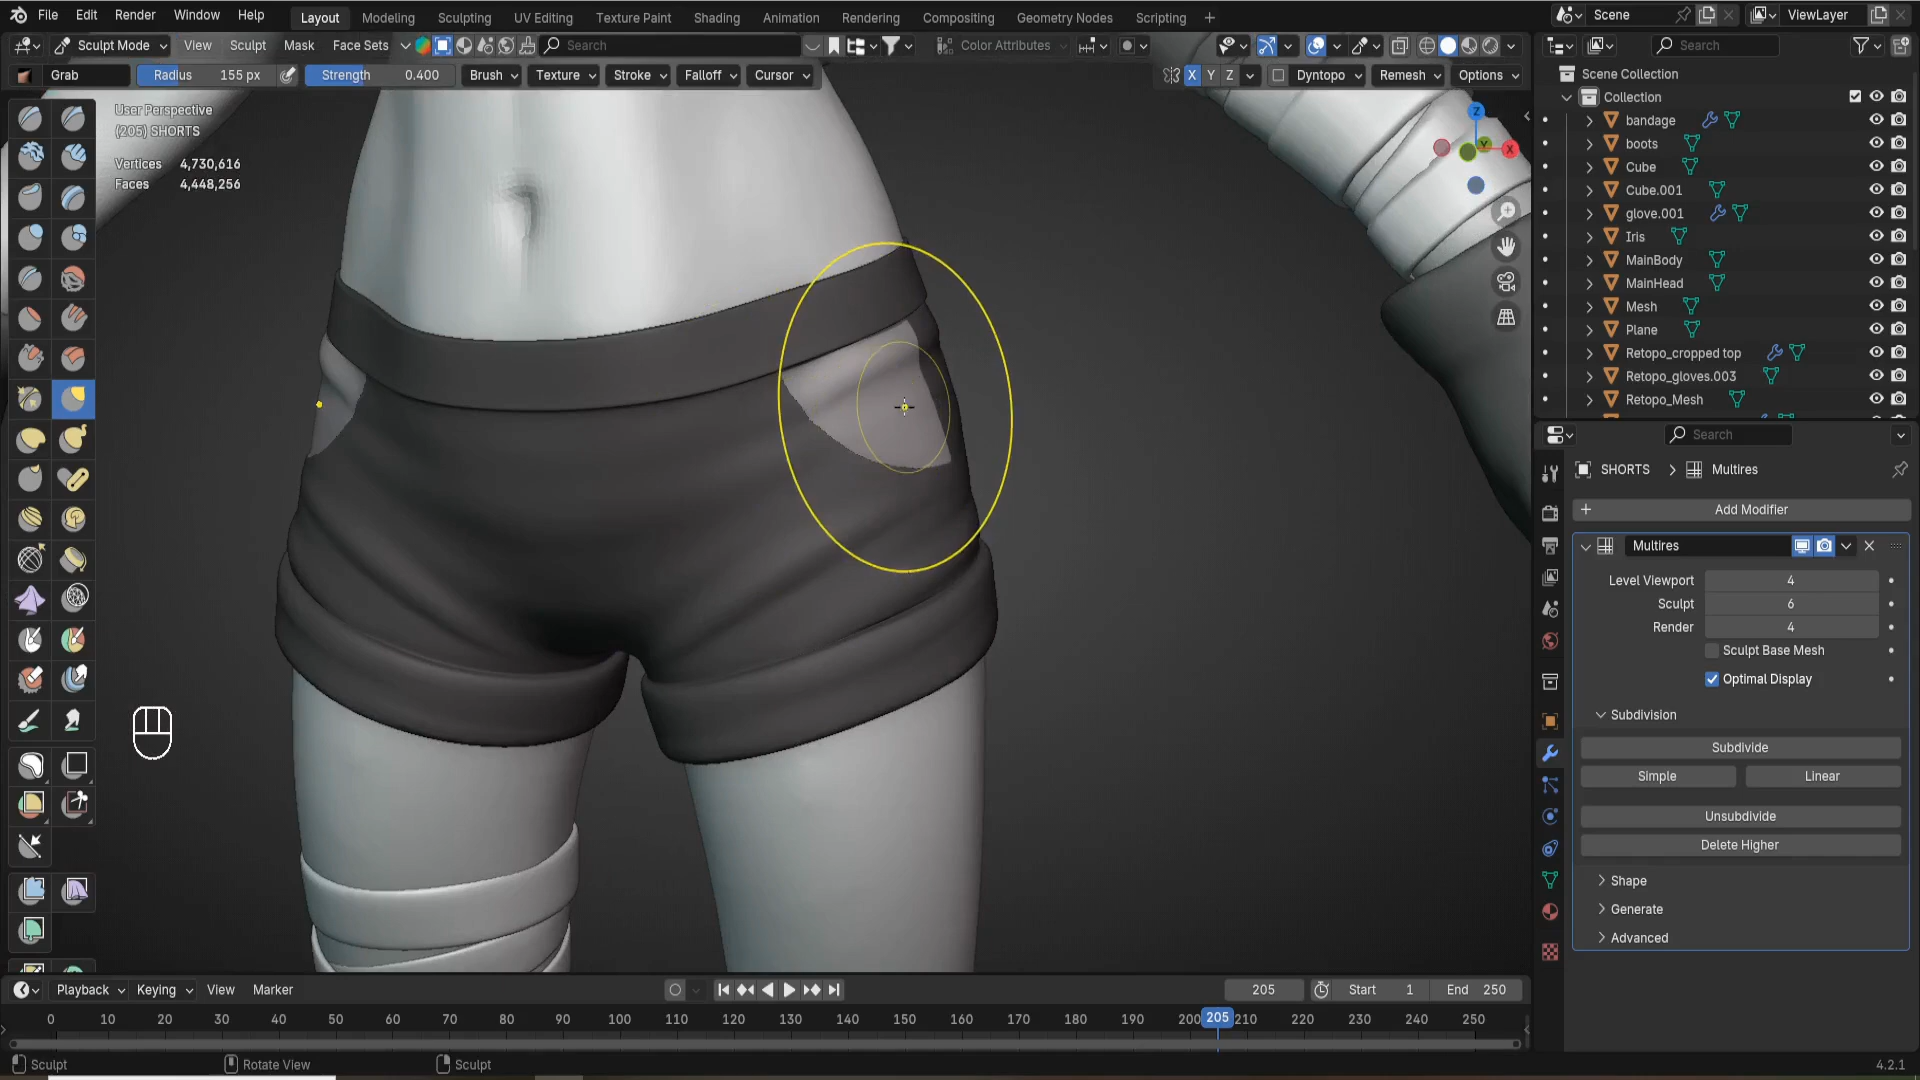 File Edit Render Window Help Layout Modeling Sculpting UV Editing Texture Paint Shading Animation Rendering Compositing Geometry Nodes Scripting + Scene ViewLayer
Sculpt Mode View Sculpt Mask Face Sets Search Color Attributes Search
Grab Radius 155 px Strength 0.400 Brush Texture Stroke Falloff Cursor X Y Z Dyntopo Remesh Options
User Perspective
(205) SHORTS
Vertices 4,730,616
Faces 4,448,256
Z
Y
X
Scene Collection
Collection
bandage
boots
Cube
Cube.001
glove.001
Iris
MainBody
MainHead
Mesh
Plane
Retopo_cropped top
Retopo_gloves.003
Retopo_Mesh
Search
SHORTS > Multires
+ Add Modifier
Multires
Level Viewport 4
Sculpt 6
Render 4
Sculpt Base Mesh
Optimal Display
Subdivision
Subdivide
Simple Linear
Unsubdivide
Delete Higher
Shape
Generate
Advanced
Playback Keying View Marker 205 Start 1 End 250
0 10 20 30 40 50 60 70 80 90 100 110 120 130 140 150 160 170 180 190 200 205 210 220 230 240 250
Sculpt Rotate View Sculpt 4.2.1